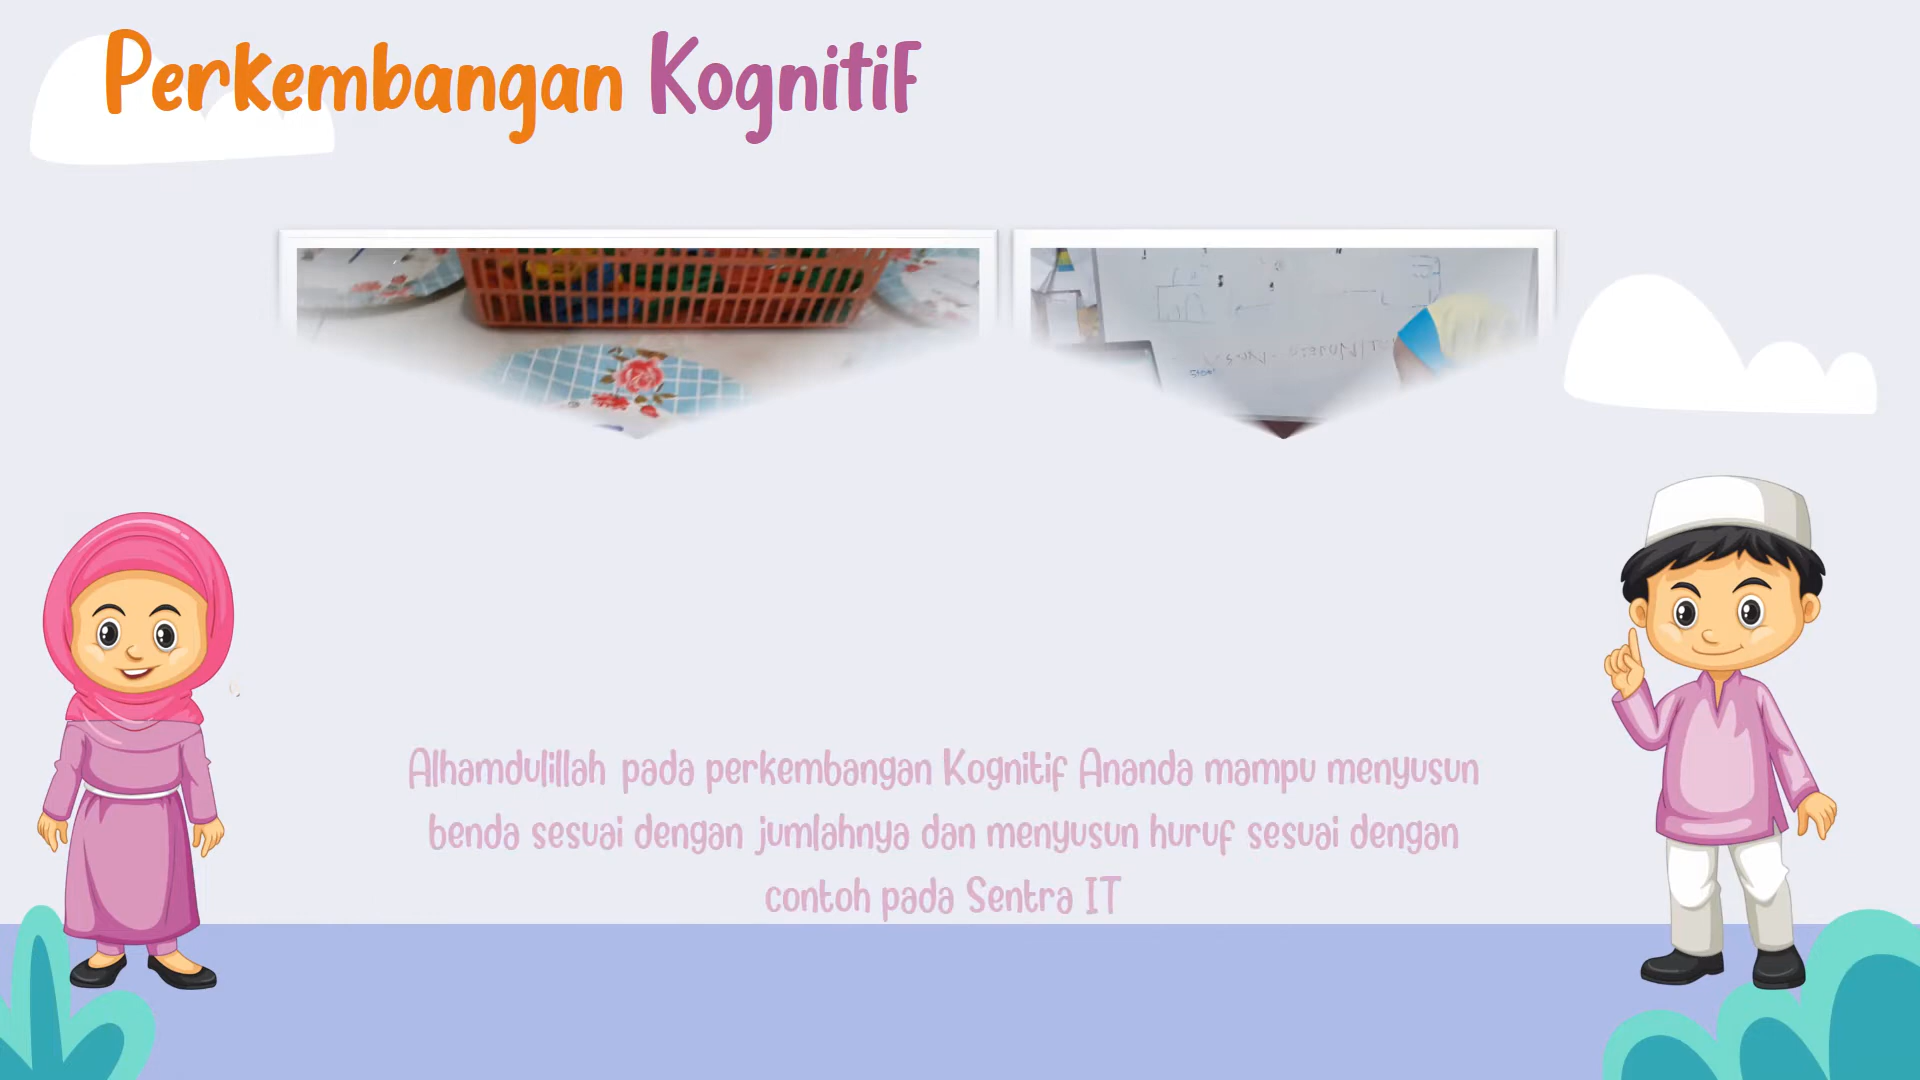 Perkembangan Kognitif
Alhamdulillah pada perkembangan Kognitif Ananda mampu menyusun
benda sesuai dengan jumlahnya dan menyusun huruf sesuai dengan
contoh pada Sentra IT